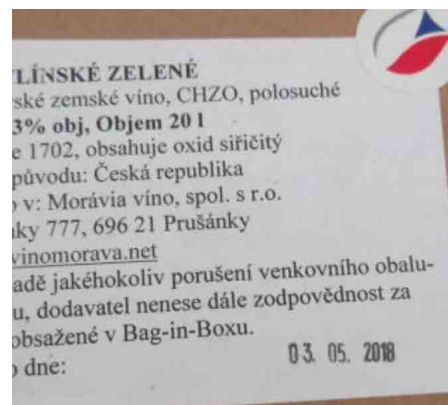 TLÍNSKÉ ZELENÉ
ské zemské víno, CHZO, polosuché
3% obj, Objem 20 l
e 1702, obsahuje oxid siřičitý
původu: Česká republika
o v: Morávia víno, spol. s r.o.
nky 777, 696 21 Prušánky
vinomorava.net
adě jakéhokoliv porušení venkovního obalu-
u, dodavatel nenese dále zodpovědnost za
obsažené v Bag-in-Boxu.
o dne: 03. 05. 2018